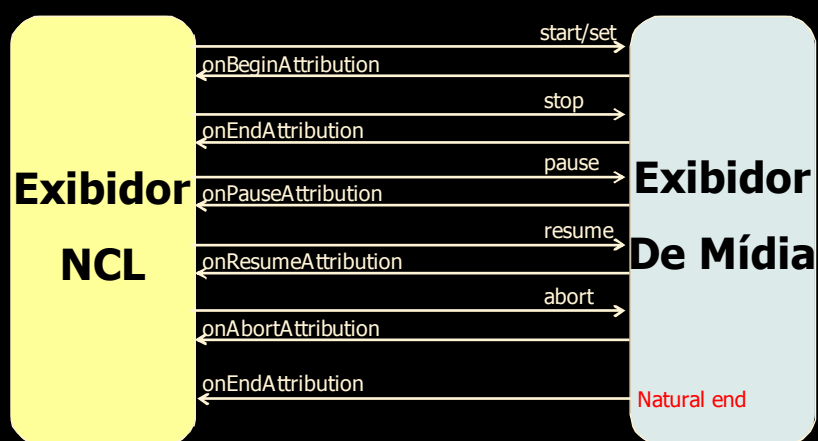 start/set
onBeginAttribution
stop
onEndAttribution
pause
Exibidor
NCL
onPauseAttribution
resume
onResumeAttribution
abort
onAbortAttribution
onEndAttribution
Exibidor
De Mídia
Natural end